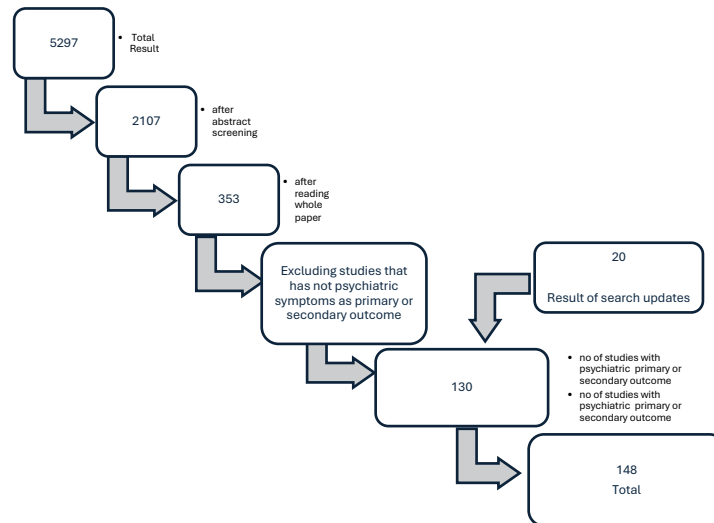 5297
• Total
Result
2107
• after
abstract
screening
353
• after
reading
whole
paper
Excluding studies that
has not psychiatric
symptoms as primary or
secondary outcome
20
Result of search updates
130
• no of studies with
psychiatric primary or
secondary outcome
• no of studies with
psychiatric primary or
secondary outcome
148
Total